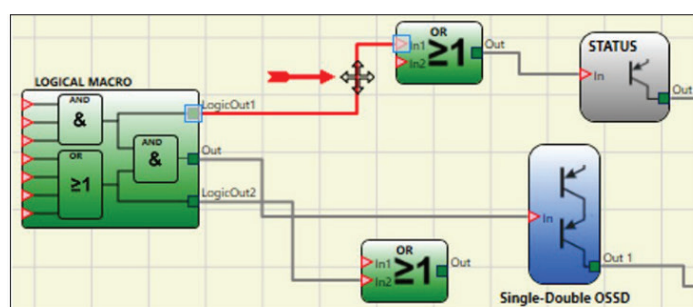 OR
In1
≥1
In2
Out
STATUS
In
Out
LOGICAL MACRO
AND
&
LogicOut1
AND
&
Out
OR
≥1
LogicOut2
In
OR
In1
≥1
In2
Out
Out 1
Single-Double OSSD